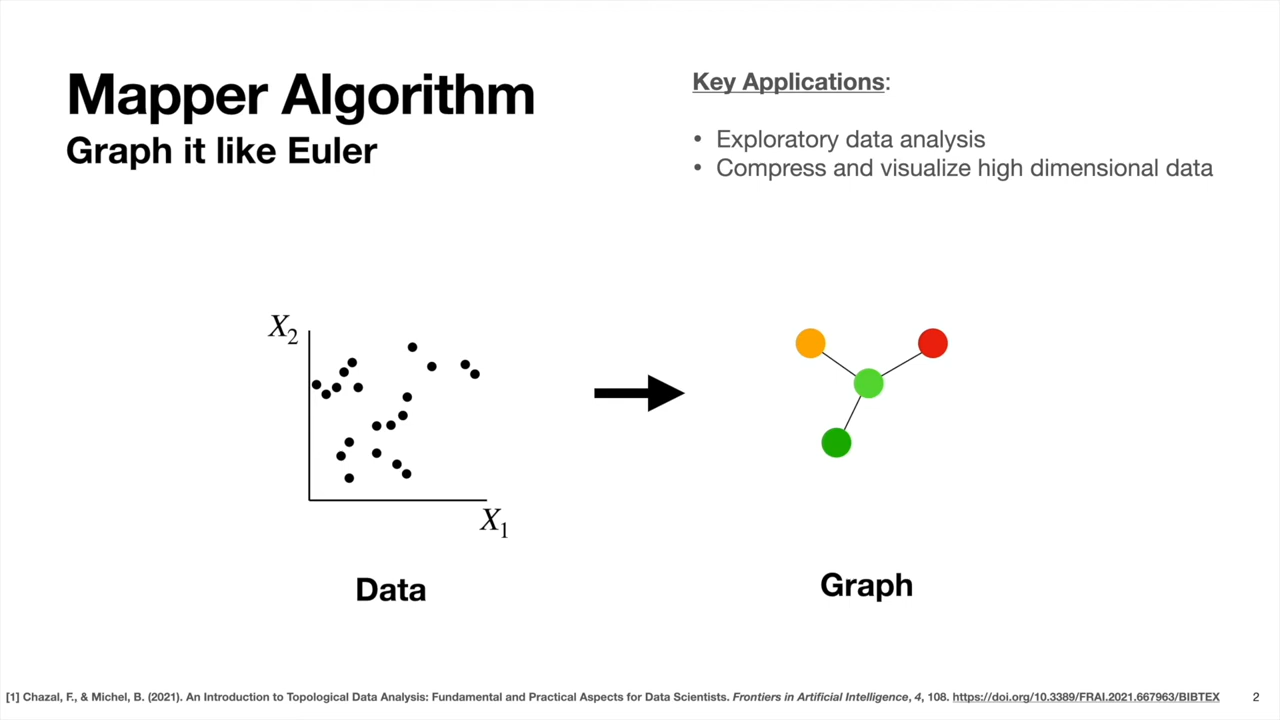 Mapper Algorithm
Graph it like Euler
Key Applications:
• Exploratory data analysis
• Compress and visualize high dimensional data
X2
X1
Data
Graph
[1] Chazal, F., & Michel, B. (2021). An Introduction to Topological Data Analysis: Fundamental and Practical Aspects for Data Scientists. Frontiers in Artificial Intelligence, 4, 108. https://doi.org/10.3389/FRAI.2021.667963/BIBTEX
2